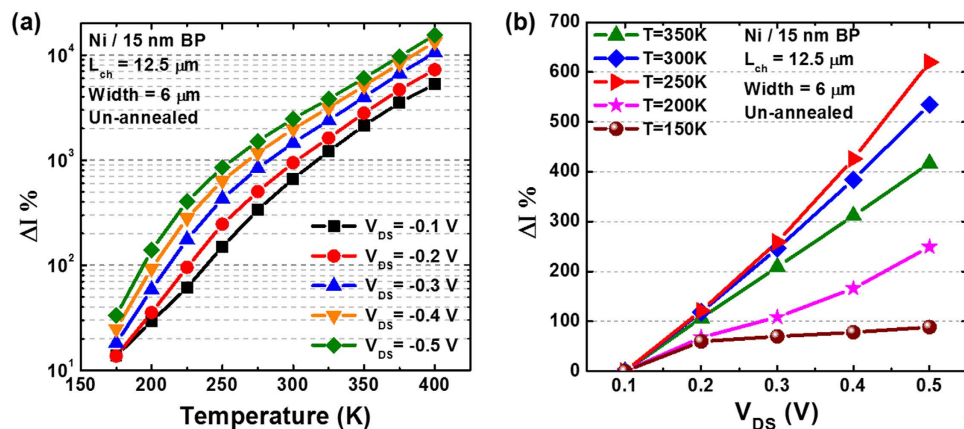 (a)
Ni / 15 nm BP
L_ch = 12.5 μm
Width = 6 μm
Un-annealed
10^4
10^3
10^2
10^1
ΔI %
V_DS = -0.1 V
V_DS = -0.2 V
V_DS = -0.3 V
V_DS = -0.4 V
V_DS = -0.5 V
150 200 250 300 350 400
Temperature (K)
(b)
T=350K
T=300K
T=250K
T=200K
T=150K
Ni / 15 nm BP
L_ch = 12.5 μm
Width = 6 μm
Un-annealed
700
600
500
400
300
200
100
0
ΔI %
0.1 0.2 0.3 0.4 0.5
V_DS (V)